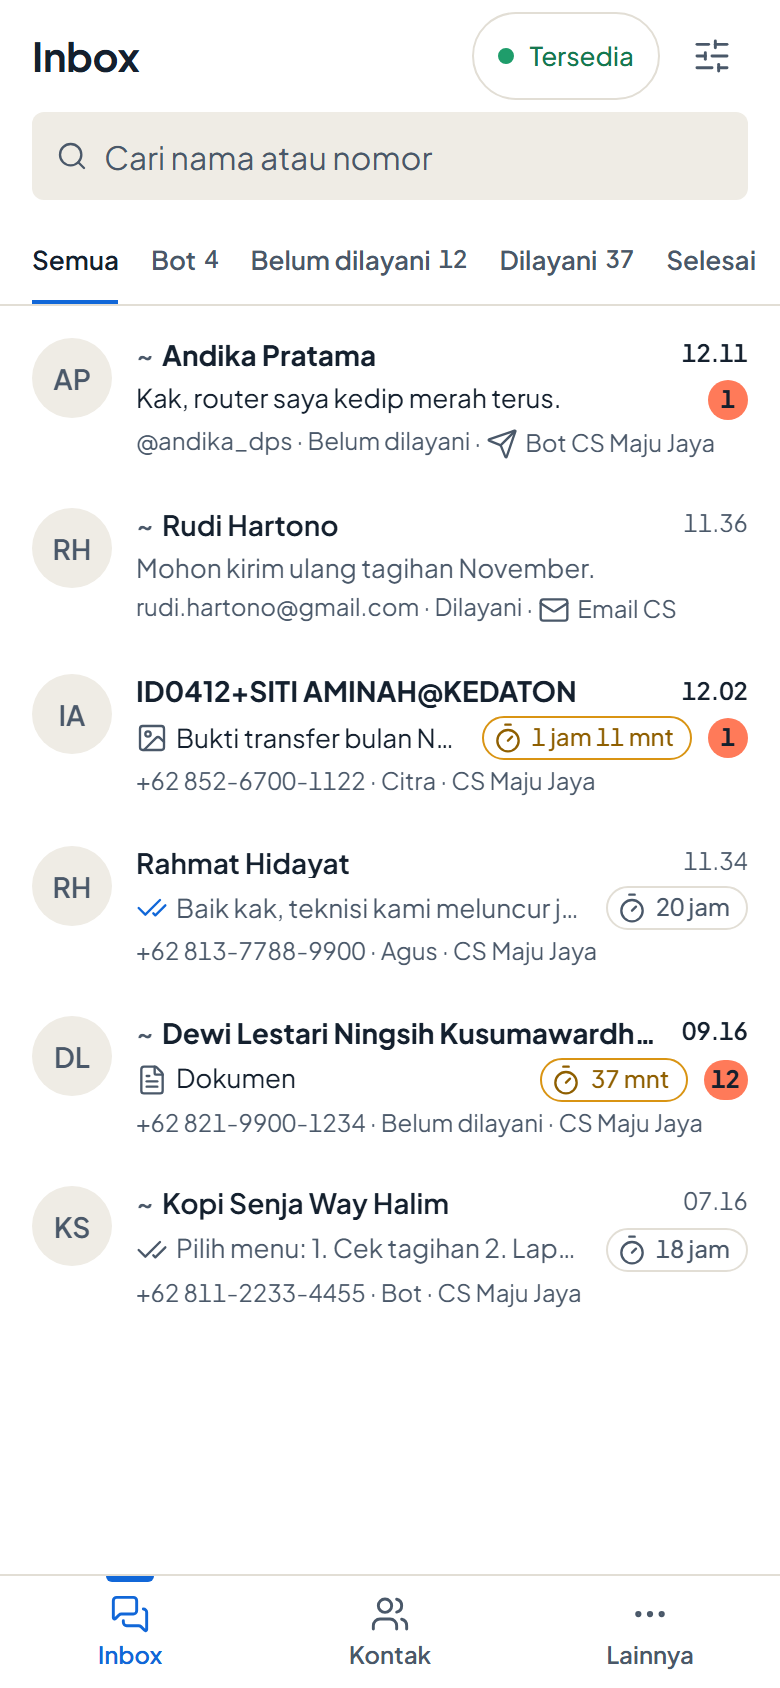 Inbox
Tersedia
Cari nama atau nomor
Semua Bot 4 Belum dilayani 12 Dilayani 37 Selesai
AP
~ Andika Pratama 12.11
Kak, router saya kedip merah terus. 1
@andika_dps · Belum dilayani · Bot CS Maju Jaya
RH
~ Rudi Hartono 11.36
Mohon kirim ulang tagihan November.
rudi.hartono@gmail.com · Dilayani · Email CS
IA
ID0412+SITI AMINAH@KEDATON 12.02
Bukti transfer bulan N... 1 jam 11 mnt 1
+62 852-6700-1122 · Citra · CS Maju Jaya
RH
Rahmat Hidayat 11.34
Baik kak, teknisi kami meluncur j... 20 jam
+62 813-7788-9900 · Agus · CS Maju Jaya
DL
~ Dewi Lestari Ningsih Kusumawardh... 09.16
Dokumen 37 mnt 12
+62 821-9900-1234 · Belum dilayani · CS Maju Jaya
KS
~ Kopi Senja Way Halim 07.16
Pilih menu: 1. Cek tagihan 2. Lap... 18 jam
+62 811-2233-4455 · Bot · CS Maju Jaya
Inbox Kontak Lainnya